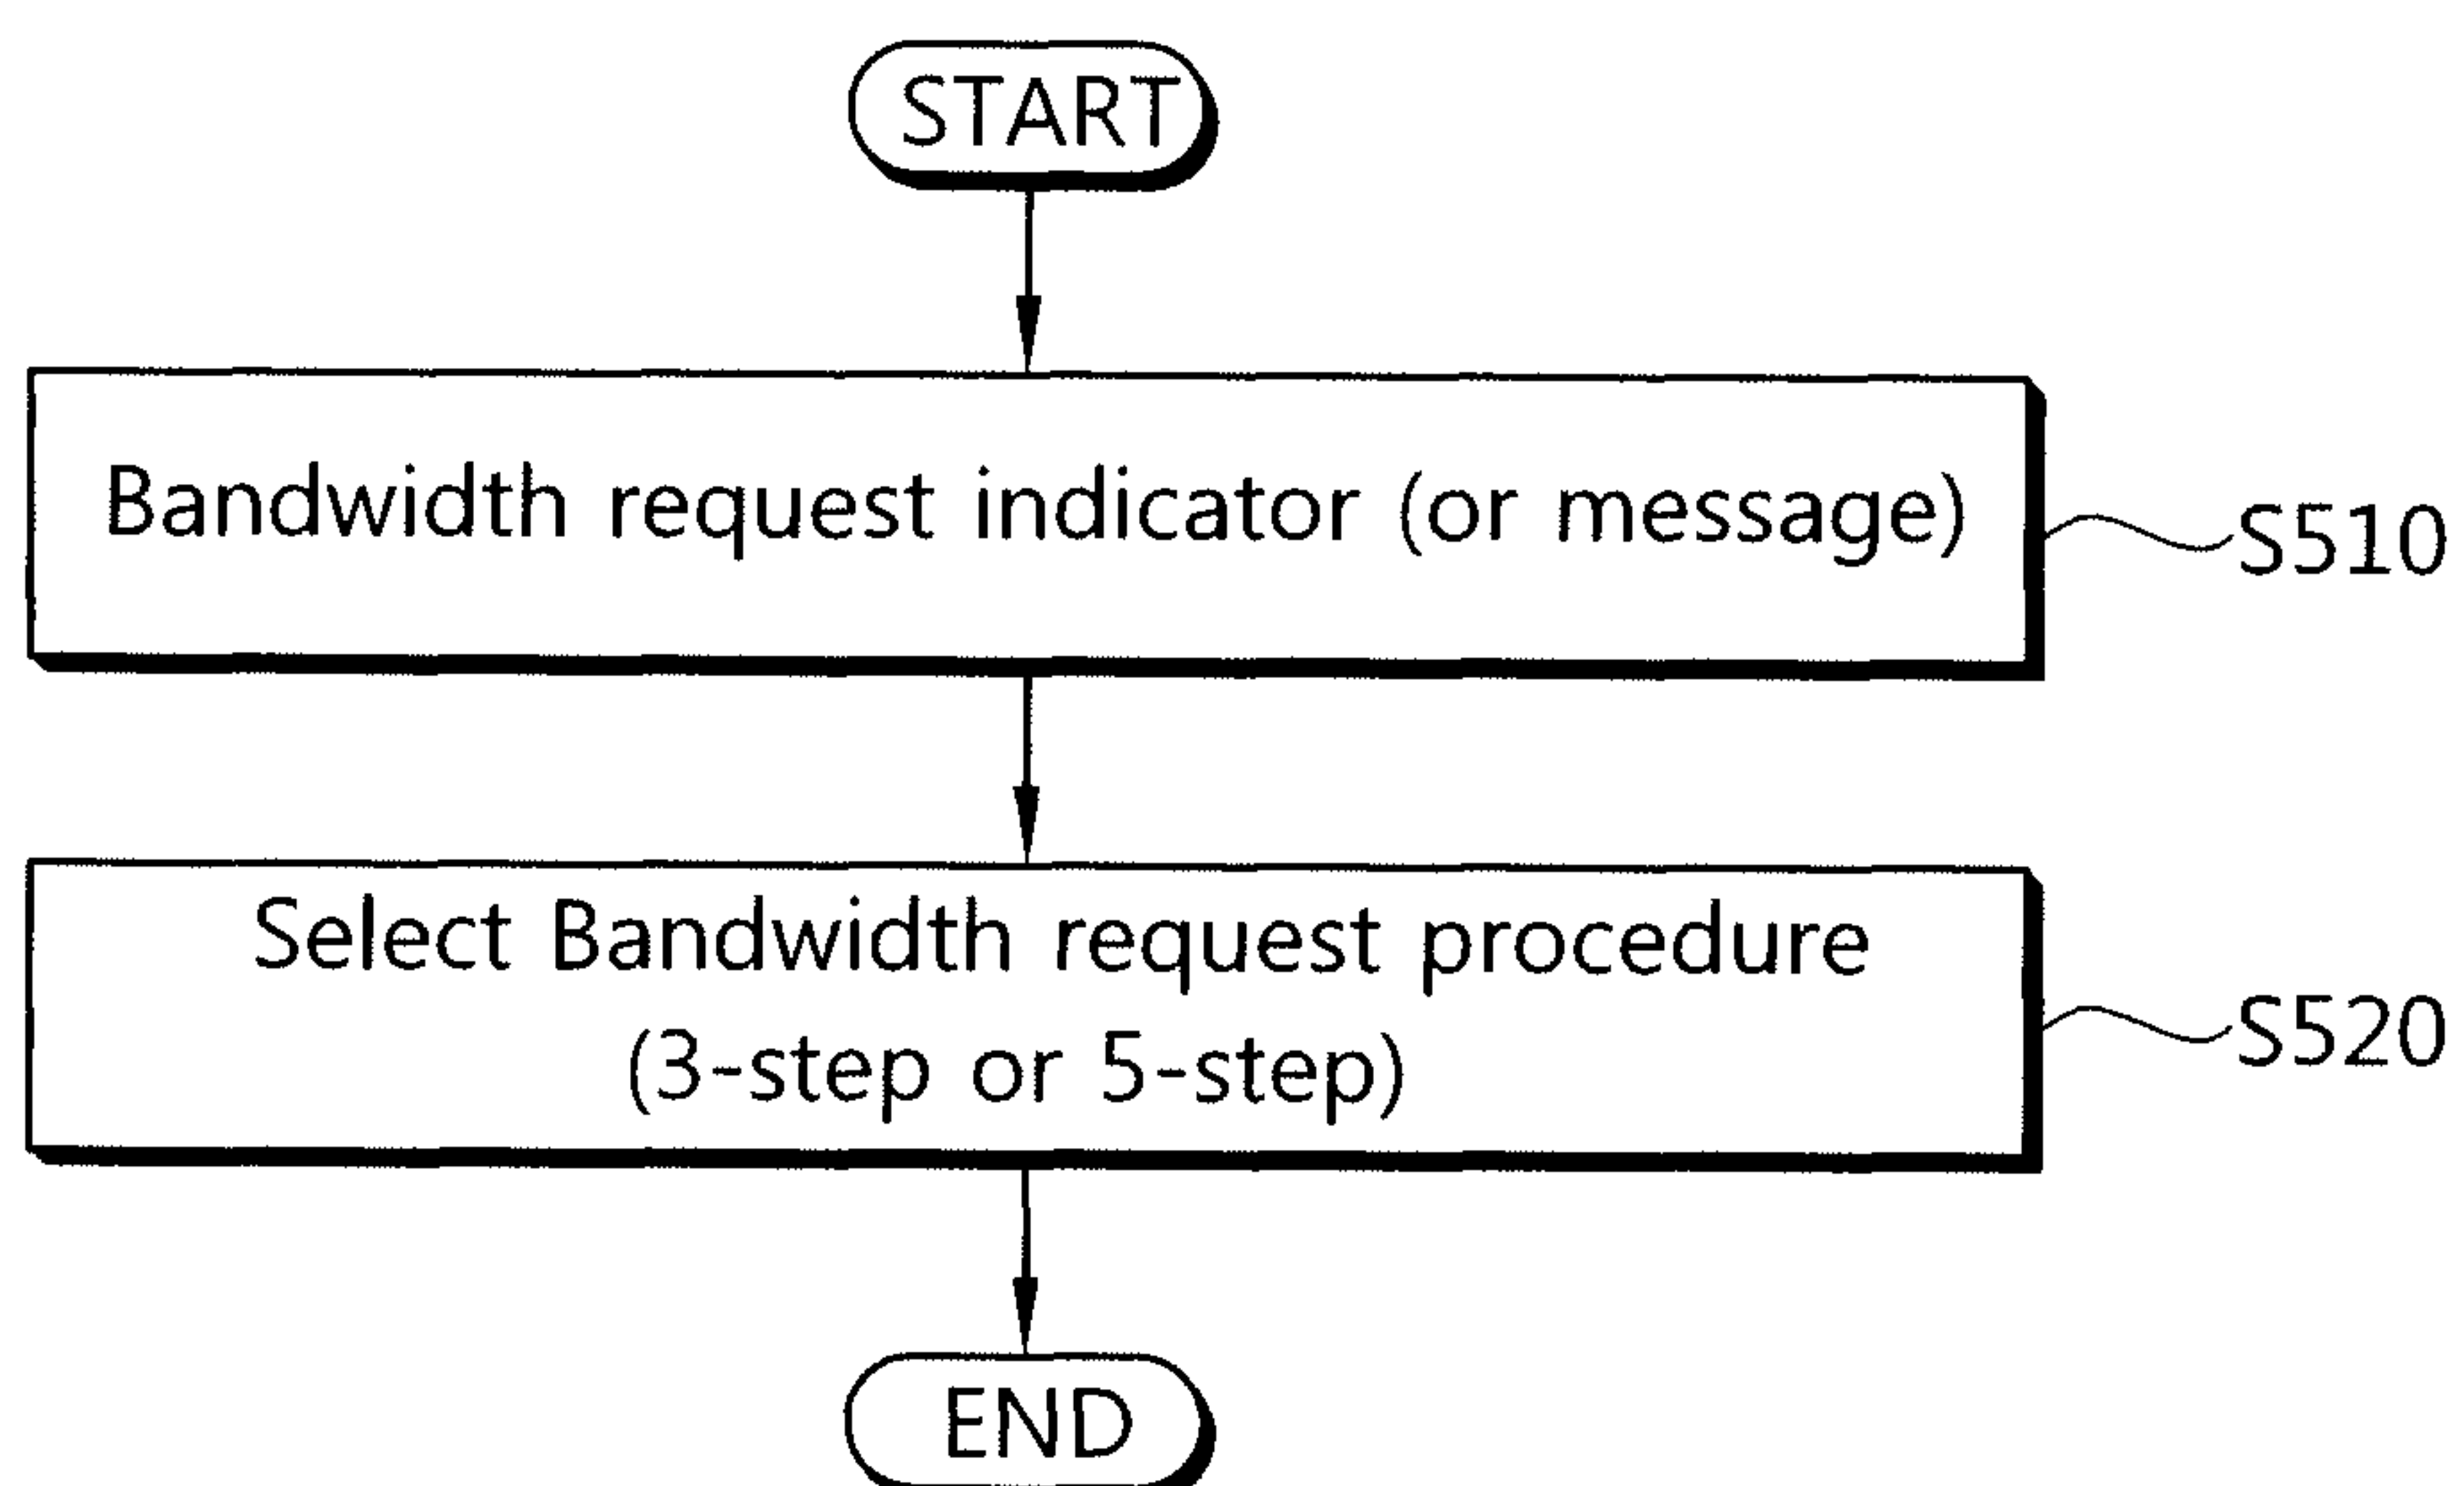 START
Bandwidth request indicator (or message)
S510
Select Bandwidth request procedure
(3-step or 5-step)
S520
END